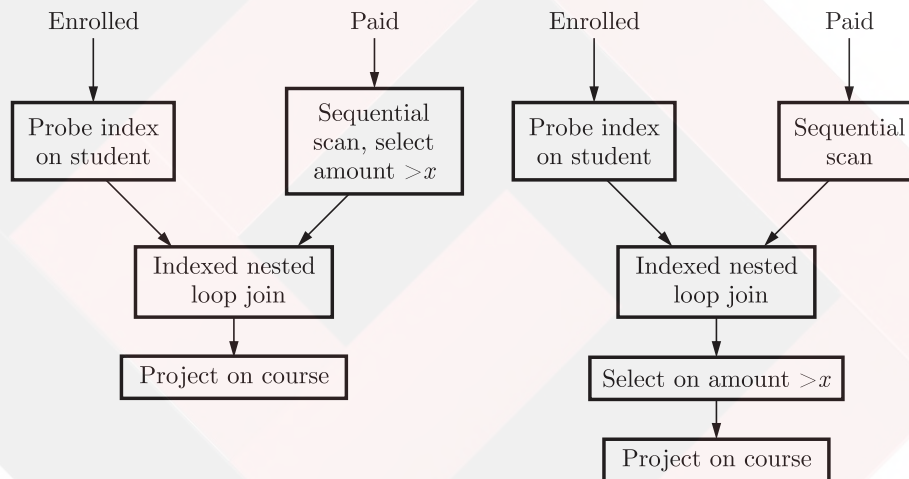 Enrolled
Paid
Probe index
on student
Sequential
scan, select
amount >x
Indexed nested
loop join
Project on course
Enrolled
Paid
Probe index
on student
Sequential
scan
Indexed nested
loop join
Select on amount >x
Project on course